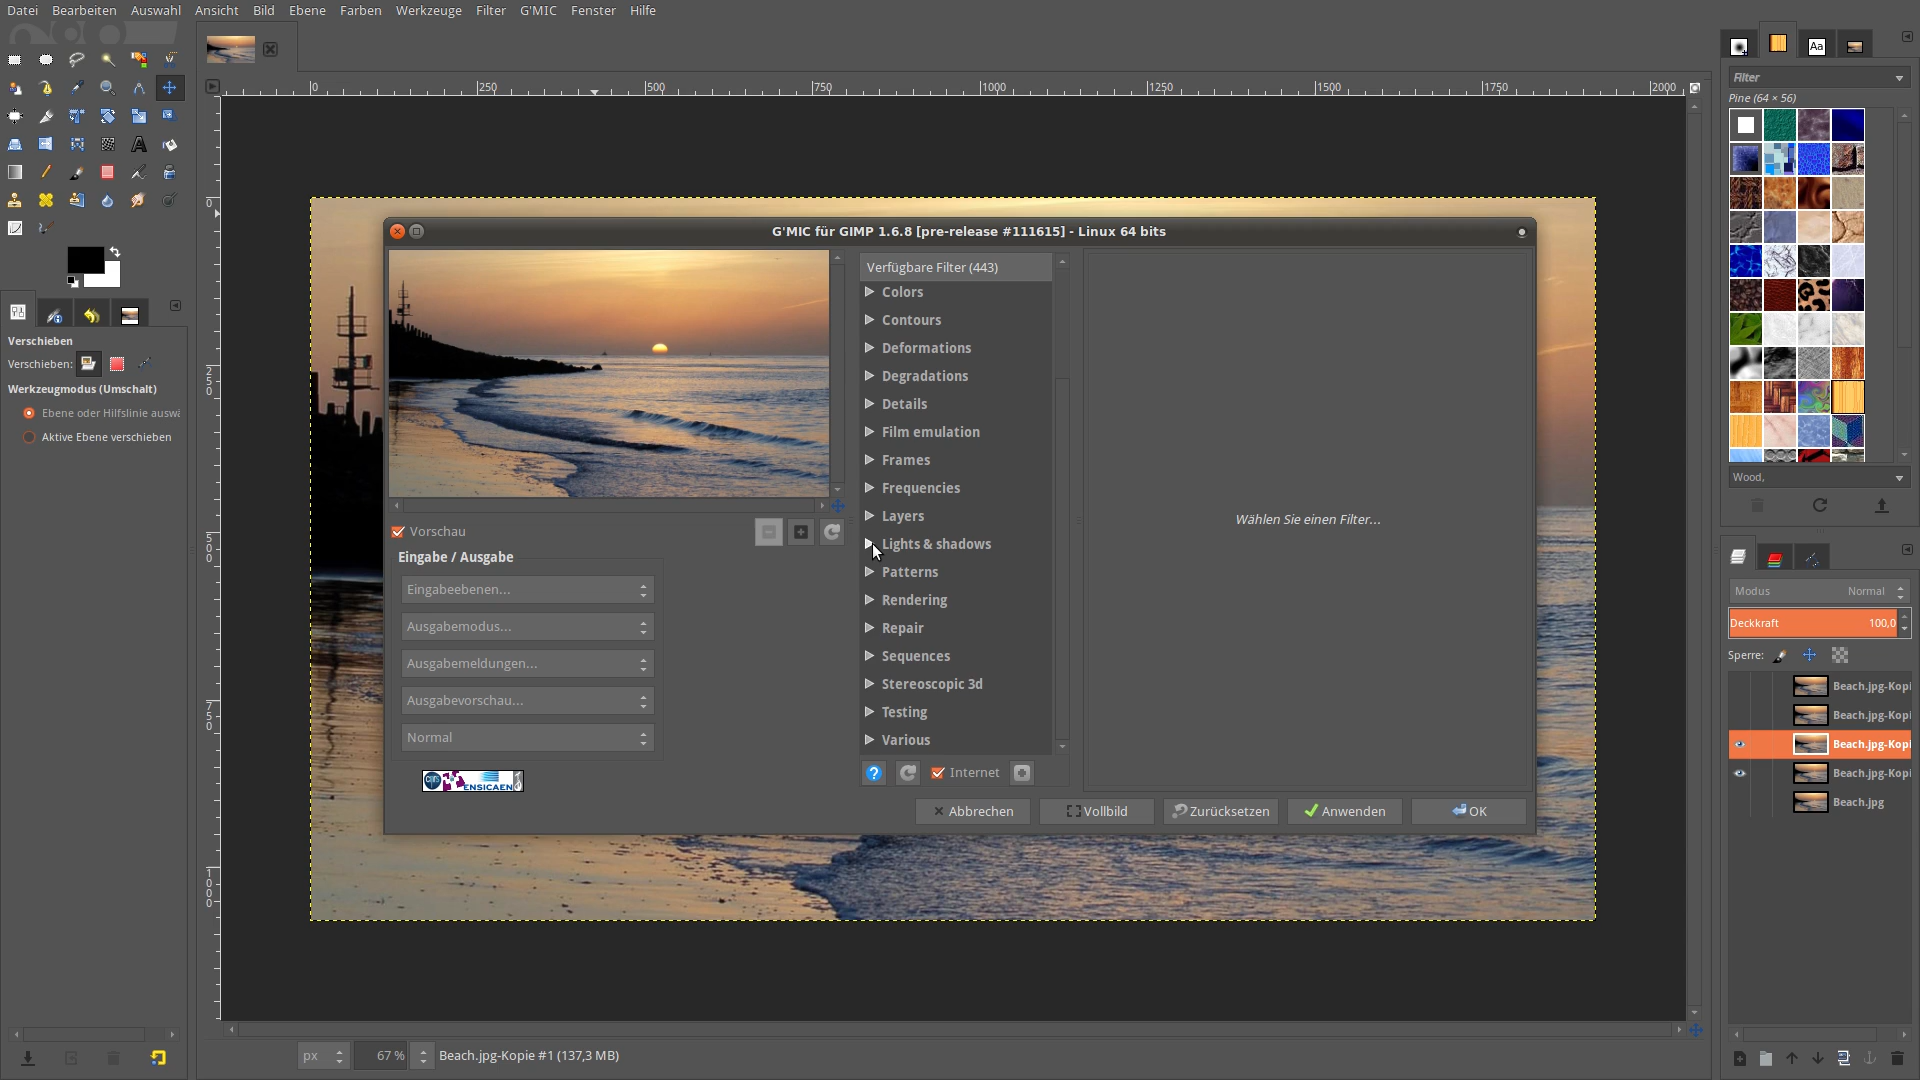 Datei Bearbeiten Auswahl Ansicht Bild Ebene Farben Werkzeuge Filter G'MIC Fenster Hilfe
0 250 500 750 1000 1250 1500 1750 2000
Verschieben
Verschieben:
Werkzeugmodus (Umschalt)
Ebene oder Hilfslinie auswä
Aktive Ebene verschieben
0
250
500
750
1000
G'MIC für GIMP 1.6.8 [pre-release #111615] - Linux 64 bits
Vorschau
Eingabe / Ausgabe
Eingabeebenen...
Ausgabemodus...
Ausgabemeldungen...
Ausgabevorschau...
Normal
ENSICAEN
Verfügbare Filter (443)
Colors
Contours
Deformations
Degradations
Details
Film emulation
Frames
Frequencies
Layers
Lights & shadows
Patterns
Rendering
Repair
Sequences
Stereoscopic 3d
Testing
Various
Internet
Wählen Sie einen Filter...
Abbrechen Vollbild Zurücksetzen Anwenden OK
px 67 % Beach.jpg-Kopie #1 (137,3 MB)
Aa
Filter
Pine (64 × 56)
Wood,
Modus Normal
Deckkraft 100,0
Sperre:
Beach.jpg-Kopi
Beach.jpg-Kopi
Beach.jpg-Kopi
Beach.jpg-Kopi
Beach.jpg